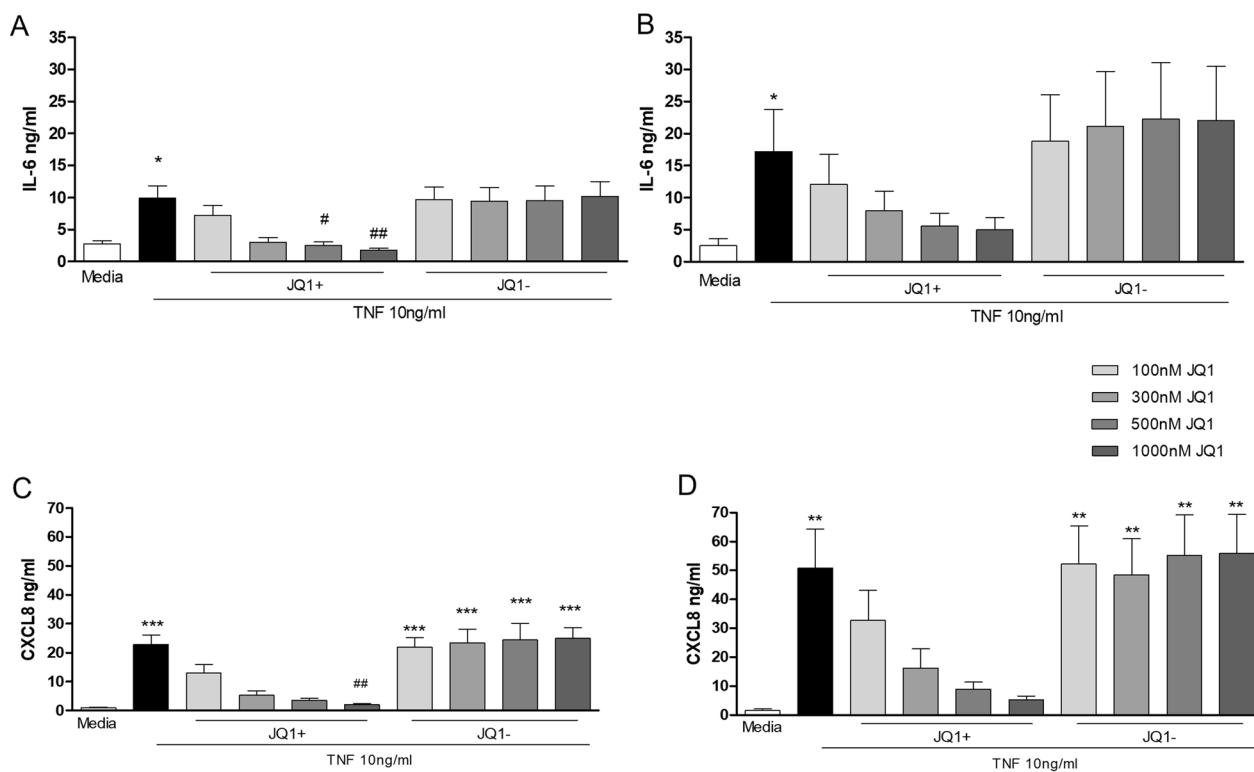 A
35
30
25
20
15
10
5
0
IL-6 ng/ml
*
#
##
Media
JQ1+
JQ1-
TNF 10ng/ml
B
35
30
25
20
15
10
5
0
IL-6 ng/ml
*
Media
JQ1+
JQ1-
TNF 10ng/ml
100nM JQ1
300nM JQ1
500nM JQ1
1000nM JQ1
C
70
60
50
40
30
20
10
0
CXCL8 ng/ml
***
##
*** *** *** ***
Media
JQ1+
JQ1-
TNF 10ng/ml
D
70
60
50
40
30
20
10
0
CXCL8 ng/ml
**
** ** ** **
Media
JQ1+
JQ1-
TNF 10ng/ml